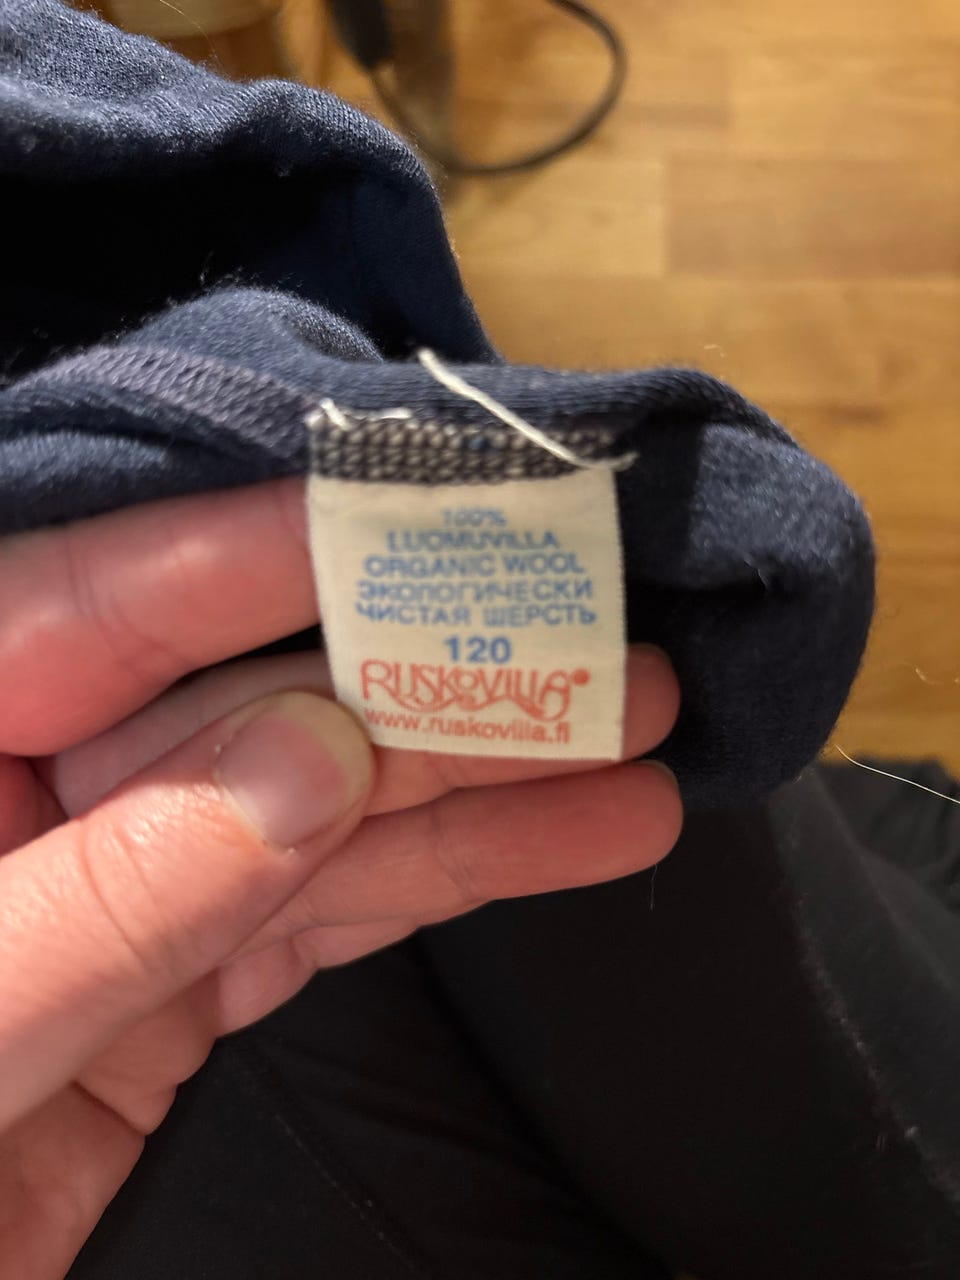 100%
LUOMUVILLA
ORGANIC WOOL
ЭКОЛОГИЧЕСКИ
ЧИСТАЯ ШЕРСТЬ
120
RUSKOVILLA
www.ruskovilla.fi